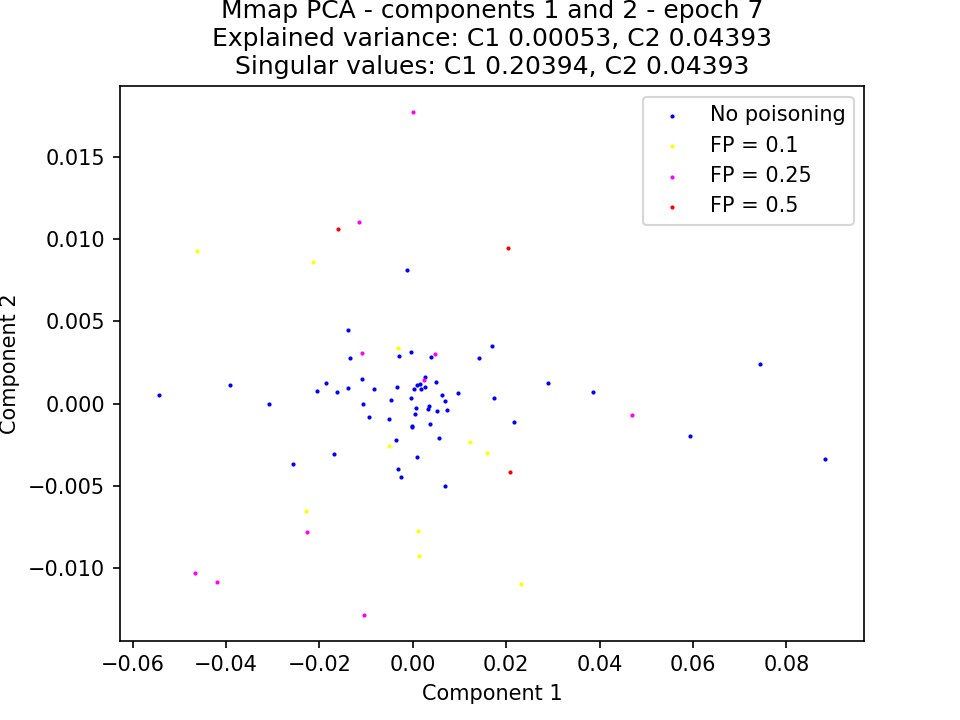 Mmap PCA - components 1 and 2 - epoch 7
Explained variance: C1 0.00053, C2 0.04393
Singular values: C1 0.20394, C2 0.04393
No poisoning
FP = 0.1
FP = 0.25
FP = 0.5
0.015
0.010
0.005
0.000
−0.005
−0.010
Component 2
−0.06 −0.04 −0.02 0.00 0.02 0.04 0.06 0.08
Component 1